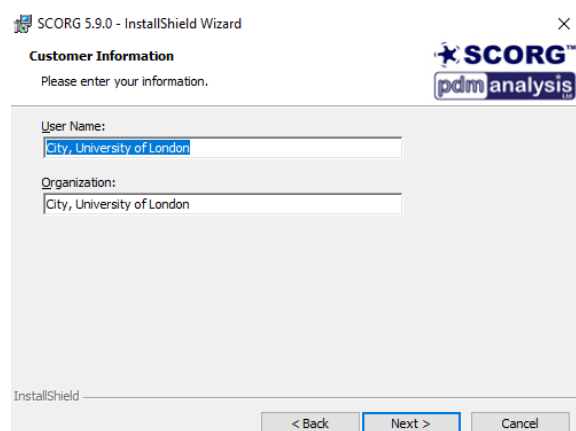 SCORG 5.9.0 - InstallShield Wizard
Customer Information
Please enter your information.
SCORG™
pdm analysis
Ltd
User Name:
City, University of London
Organization:
City, University of London
InstallShield
< Back Next > Cancel